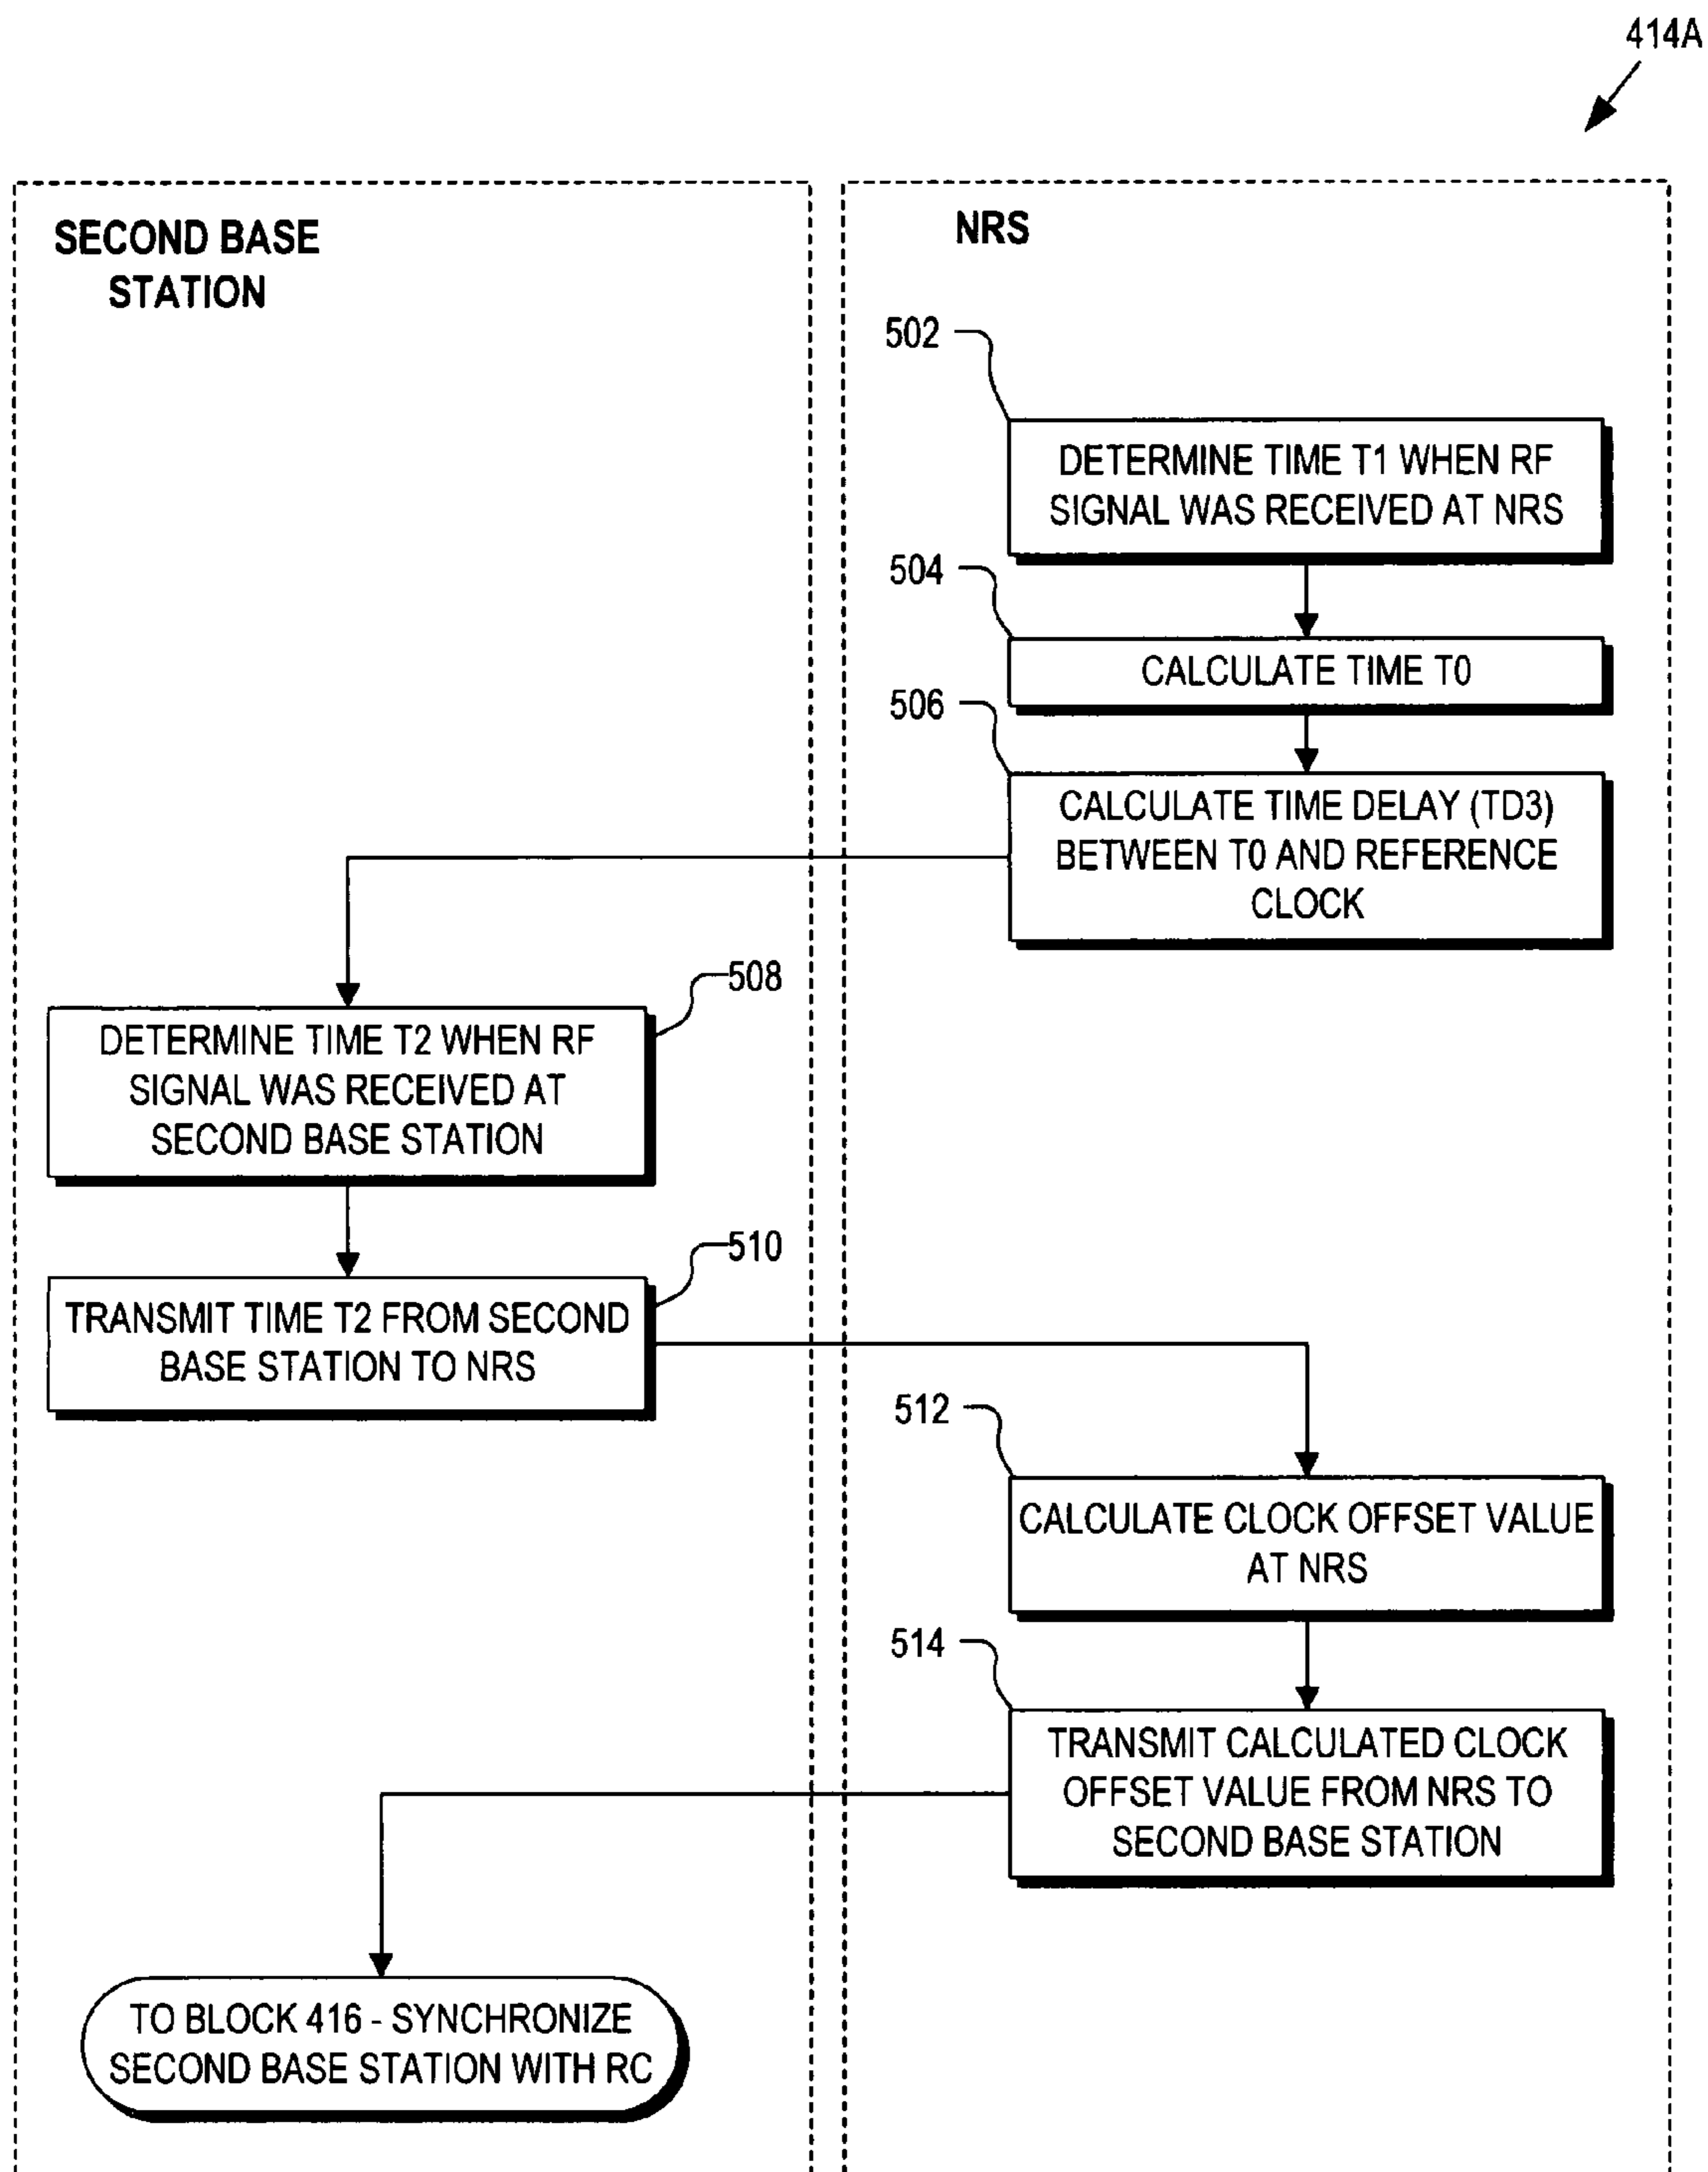 414A
SECOND BASE
STATION
NRS
502
DETERMINE TIME T1 WHEN RF
SIGNAL WAS RECEIVED AT NRS
504
CALCULATE TIME T0
506
CALCULATE TIME DELAY (TD3)
BETWEEN T0 AND REFERENCE
CLOCK
508
DETERMINE TIME T2 WHEN RF
SIGNAL WAS RECEIVED AT
SECOND BASE STATION
510
TRANSMIT TIME T2 FROM SECOND
BASE STATION TO NRS
512
CALCULATE CLOCK OFFSET VALUE
AT NRS
514
TRANSMIT CALCULATED CLOCK
OFFSET VALUE FROM NRS TO
SECOND BASE STATION
TO BLOCK 416 - SYNCHRONIZE
SECOND BASE STATION WITH RC